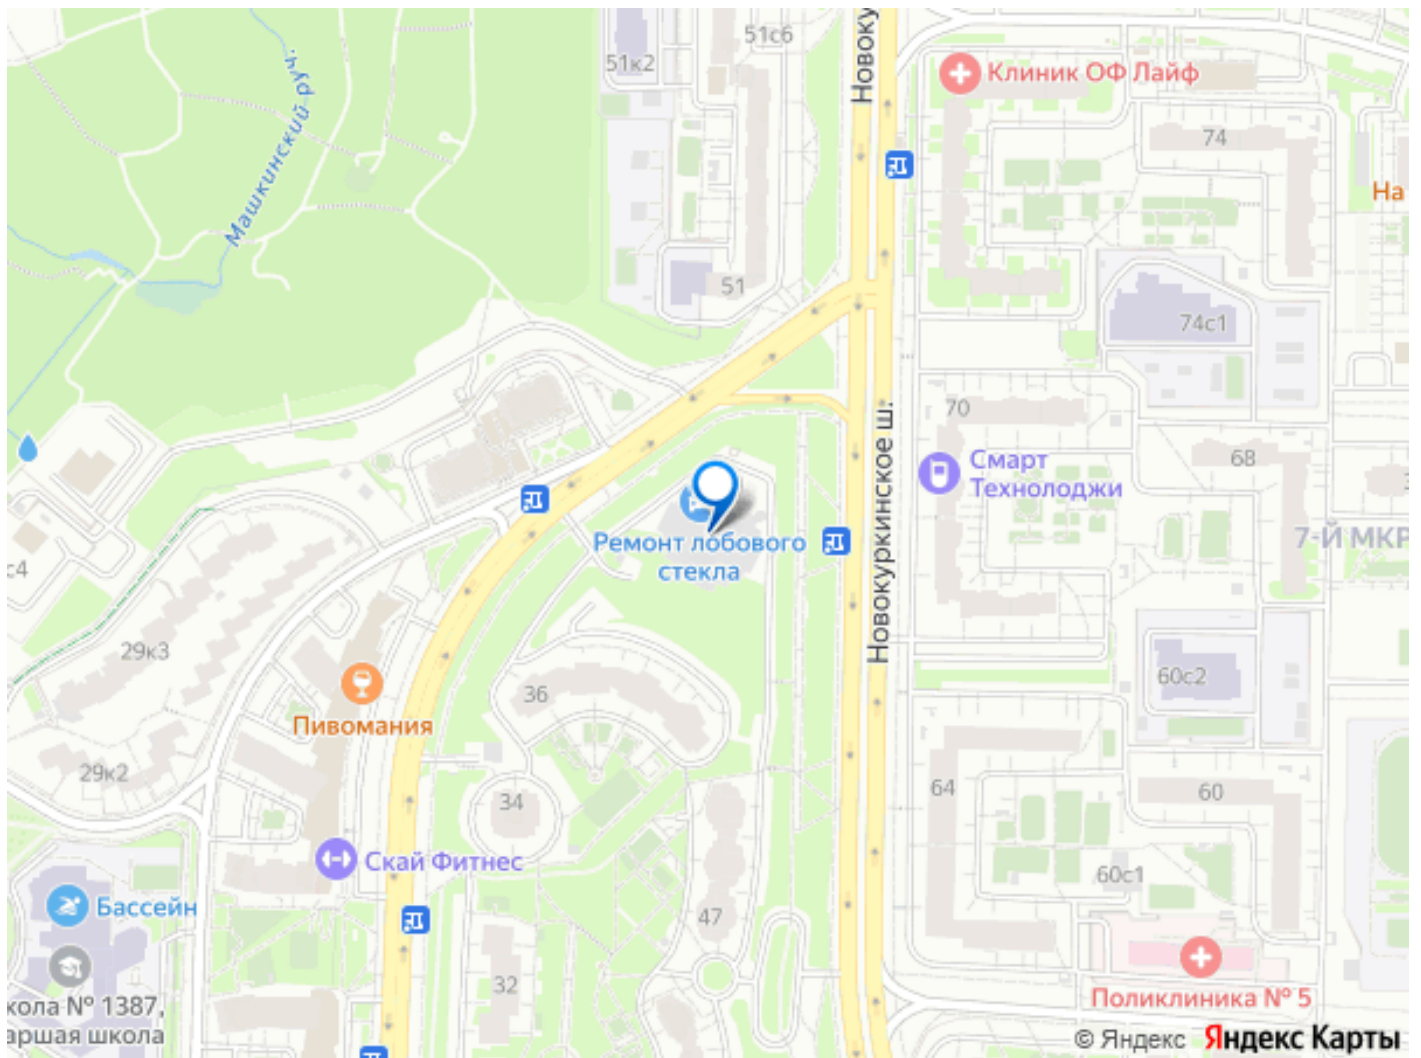 51с6
51к2
Новоку
Клиник ОФ Лайф
74
На
Машкинский руч.
51
74с1
70
Новокуркинское ш.
68
Смарт
Технолоджи
Ремонт лобового
стекла
7-Й МКР
с4
29к3
60с2
36
Пивомания
29к2
34
64
60
Скай Фитнес
60с1
Бассейн
47
32
Поликлиника № 5
кола № 1387,
аршая школа
© Яндекс Яндекс Карты